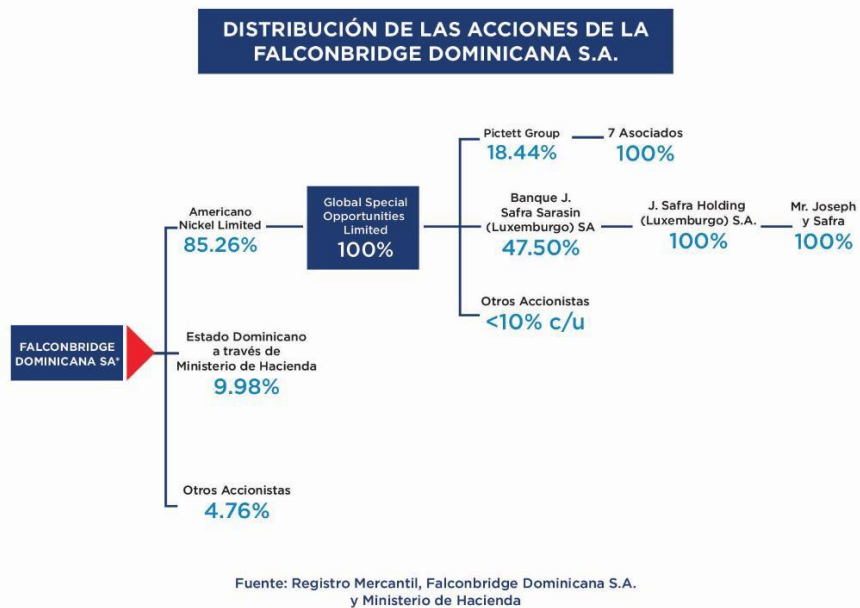 DISTRIBUCIÓN DE LAS ACCIONES DE LA
FALCONBRIDGE DOMINICANA S.A.
FALCONBRIDGE
DOMINICANA SA*
Americano
Nickel Limited
85.26%
Global Special
Opportunities
Limited
100%
Pictett Group
18.44%
7 Asociados
100%
Banque J.
Safra Sarasin
(Luxemburgo) SA
47.50%
J. Safra Holding
(Luxemburgo) S.A.
100%
Mr. Joseph
y Safra
100%
Otros Accionistas
<10% c/u
Estado Dominicano
a través de
Ministerio de Hacienda
9.98%
Otros Accionistas
4.76%
Fuente: Registro Mercantil, Falconbridge Dominicana S.A.
y Ministerio de Hacienda